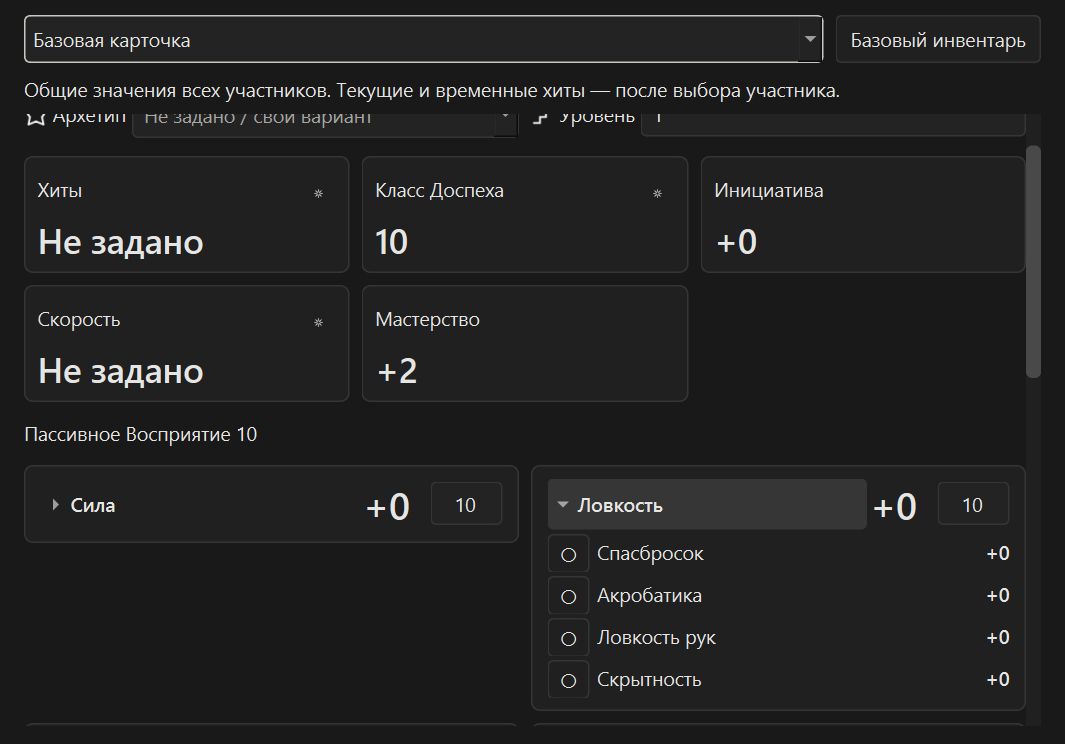 Базовая карточка
Базовый инвентарь
Общие значения всех участников. Текущие и временные хиты — после выбора участника.
Архетип Не задано / свой вариант Уровень 1
Хиты Класс Доспеха Инициатива
Не задано 10 +0
Скорость Мастерство
Не задано +2
Пассивное Восприятие 10
Сила +0 10
Ловкость +0 10
Спасбросок +0
Акробатика +0
Ловкость рук +0
Скрытность +0